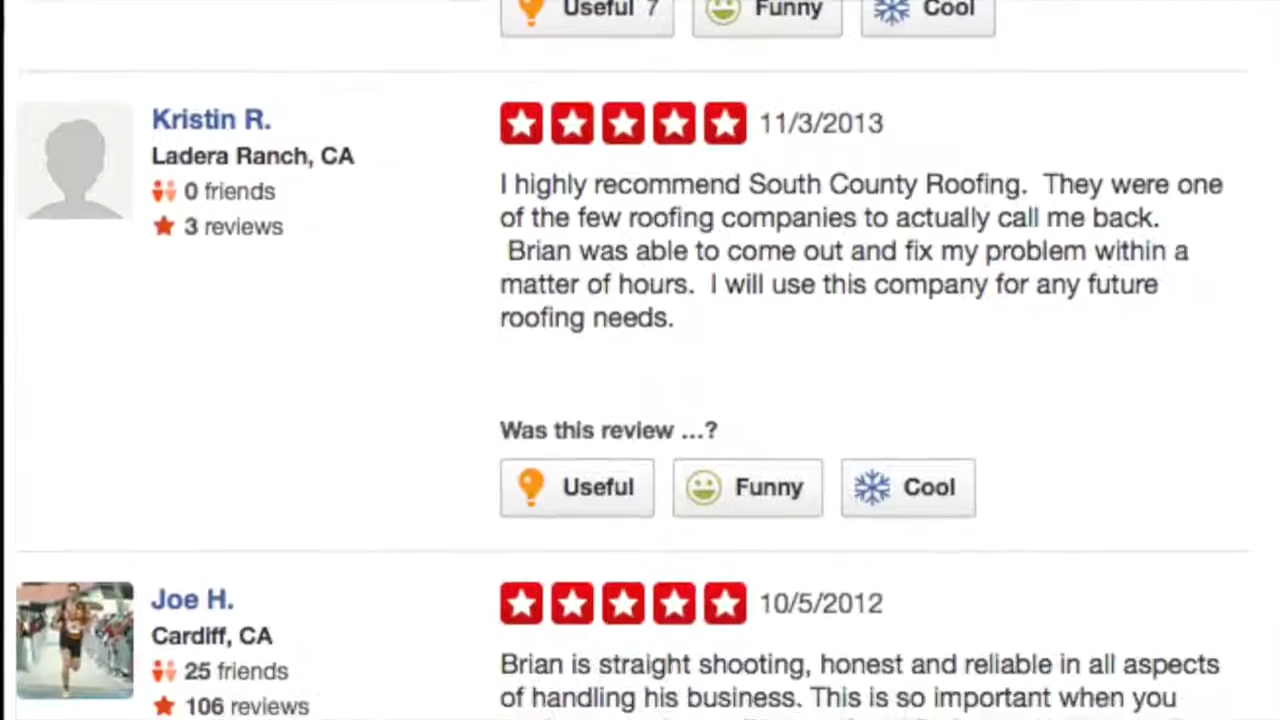 Useful 7 Funny Cool
Kristin R.
Ladera Ranch, CA
0 friends
3 reviews
11/3/2013
I highly recommend South County Roofing. They were one
of the few roofing companies to actually call me back.
Brian was able to come out and fix my problem within a
matter of hours. I will use this company for any future
roofing needs.
Was this review ...?
Useful Funny Cool
Joe H.
Cardiff, CA
25 friends
106 reviews
10/5/2012
Brian is straight shooting, honest and reliable in all aspects
of handling his business. This is so important when you